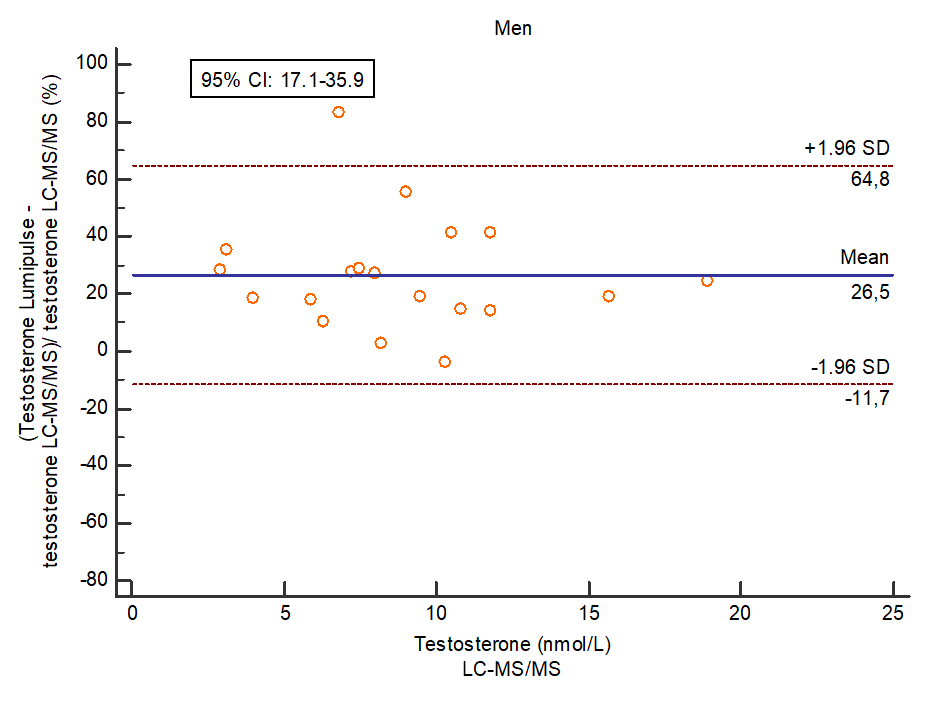 Men
(Testosterone Lumipulse -
testosterone LC-MS/MS)/ testosterone LC-MS/MS (%)
100
80
60
40
20
0
-20
-40
-60
-80
95% CI: 17.1-35.9
+1.96 SD
64,8
Mean
26,5
-1.96 SD
-11,7
0 5 10 15 20 25
Testosterone (nmol/L)
LC-MS/MS